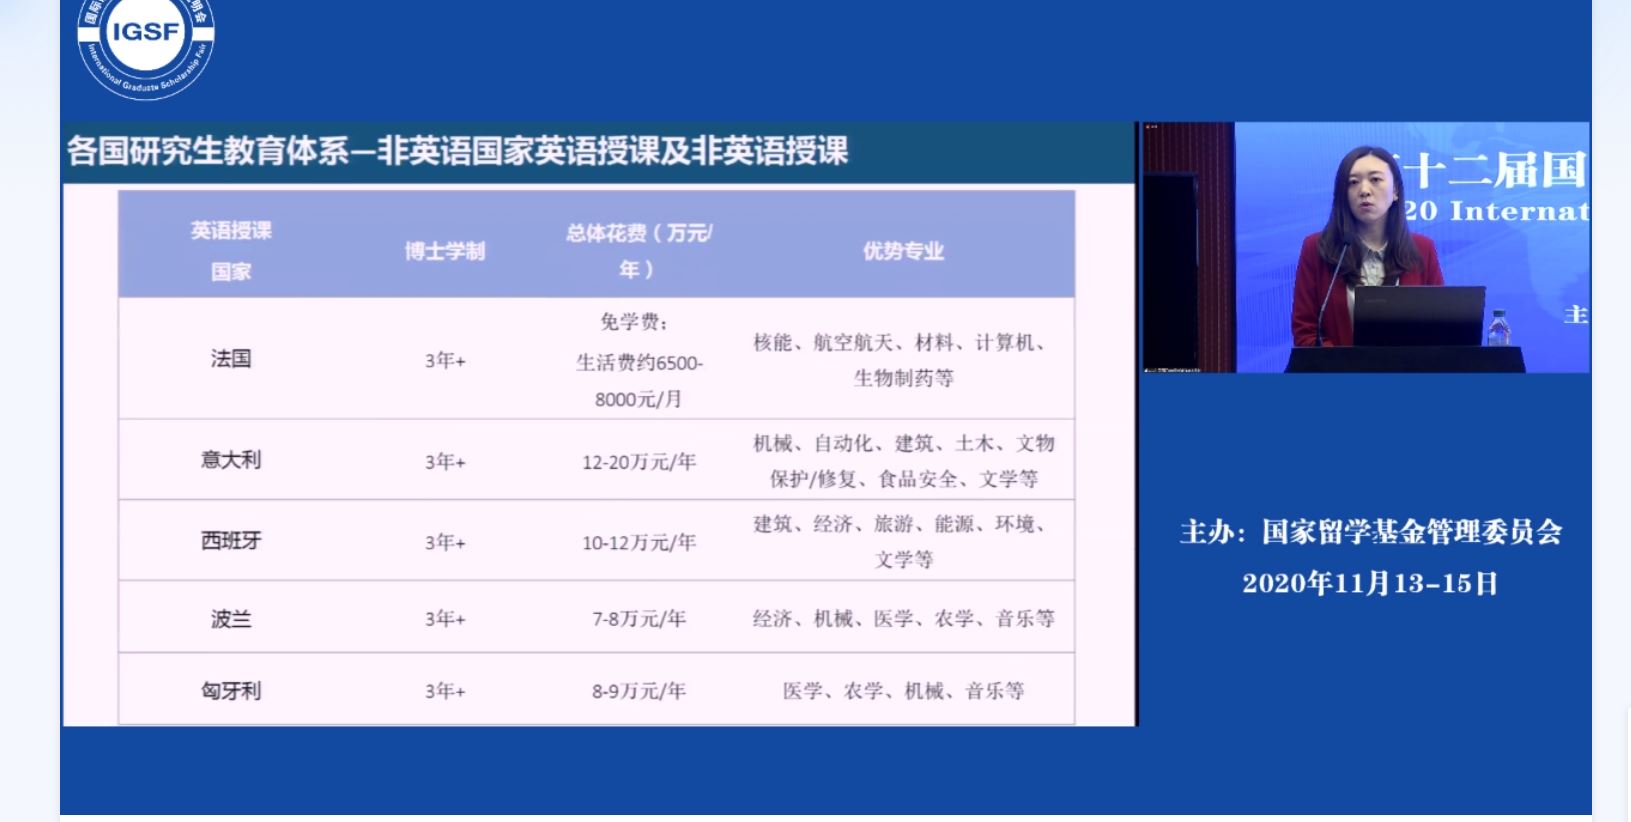 IGSF
International Graduate Scholarship Fair
各国研究生教育体系—非英语国家英语授课及非英语授课
英语授课
国家
博士学制
总体花费（万元/
年）
优势专业
法国
3年+
免学费；
生活费约6500-
8000元/月
核能、航空航天、材料、计算机、
生物制药等
意大利
3年+
12-20万元/年
机械、自动化、建筑、土木、文物
保护/修复、食品安全、文学等
西班牙
3年+
10-12万元/年
建筑、经济、旅游、能源、环境、
文学等
波兰
3年+
7-8万元/年
经济、机械、医学、农学、音乐等
匈牙利
3年+
8-9万元/年
医学、农学、机械、音乐等
十二届国
20 Internat
主
主办：国家留学基金管理委员会
2020年11月13-15日